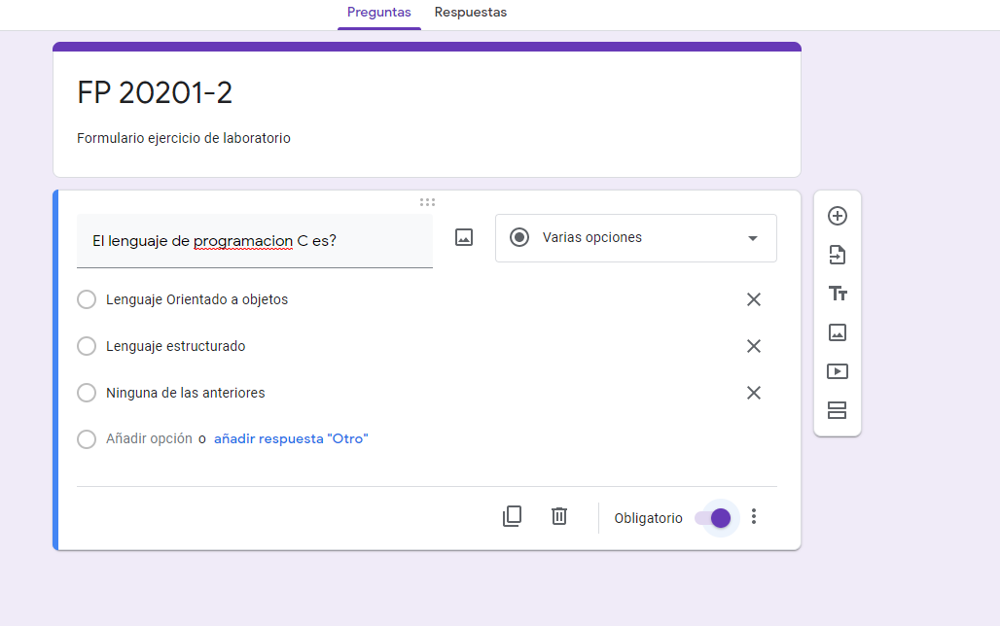 Preguntas Respuestas
FP 20201-2
Formulario ejercicio de laboratorio
El lenguaje de programacion C es?
Varias opciones
Lenguaje Orientado a objetos
Lenguaje estructurado
Ninguna de las anteriores
Añadir opción o añadir respuesta "Otro"
Obligatorio
Tт